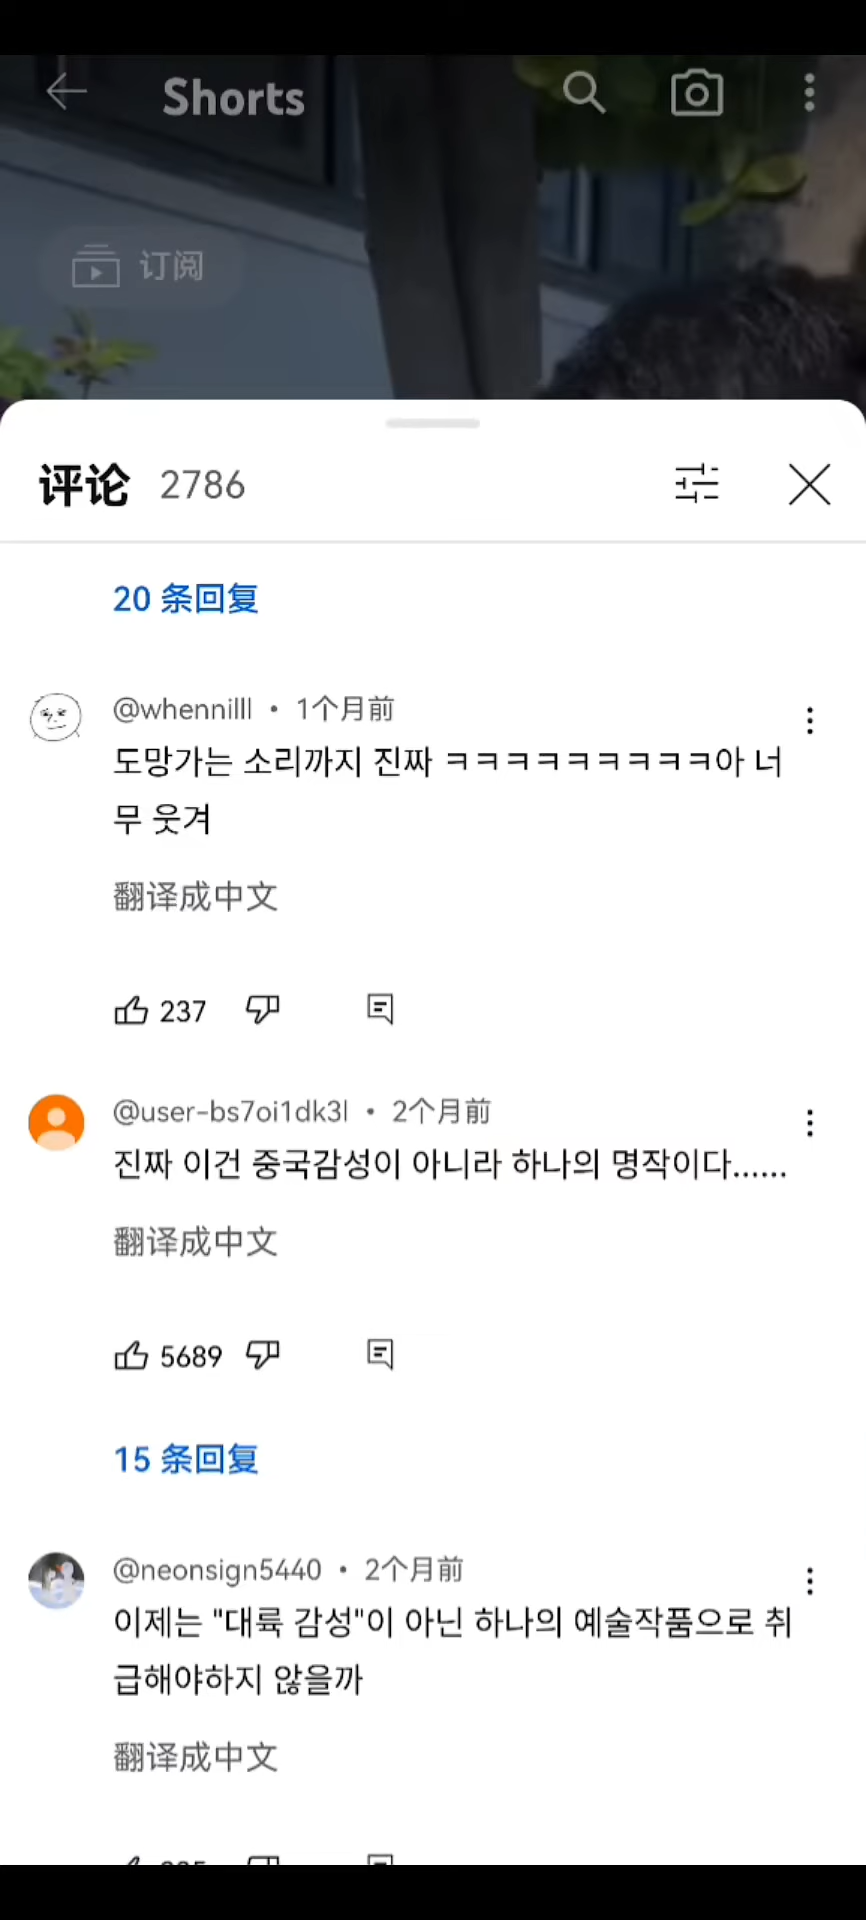 Shorts
订阅
评论 2786
20 条回复
@whennilll • 1个月前
도망가는 소리까지 진짜 ㅋㅋㅋㅋㅋㅋㅋㅋㅋ아 너
무 웃겨
翻译成中文
237
@user-bs7oi1dk3l • 2个月前
진짜 이건 중국감성이 아니라 하나의 명작이다......
翻译成中文
5689
15 条回复
@neonsign5440 • 2个月前
이제는 "대륙 감성"이 아닌 하나의 예술작품으로 취
급해야하지 않을까
翻译成中文